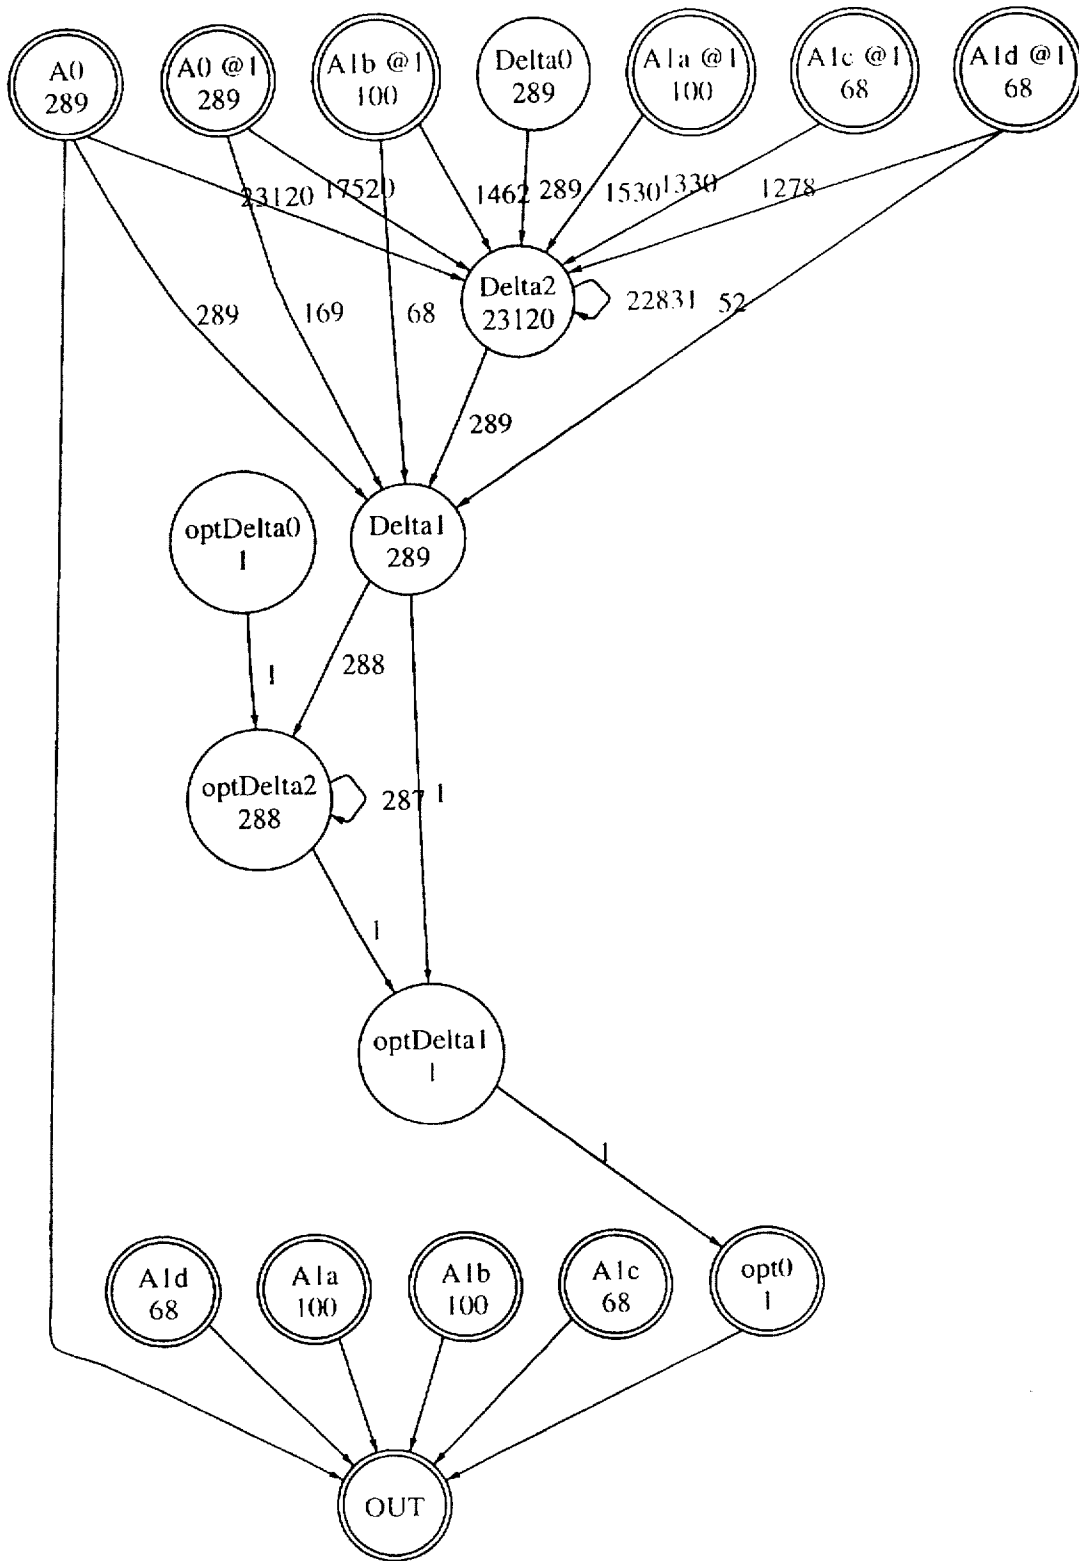 A0
289
A0 @1
289
A1b @1
100
Delta0
289
A1a @1
100
A1c @1
68
A1d @1
68
23120
17520
1462
289
1530
1330
1278
Delta2
23120
22831
289
169
68
52
289
optDelta0
1
Delta1
289
1
288
optDelta2
288
287
1
1
optDelta1
1
1
A1d
68
A1a
100
A1b
100
A1c
68
opt0
1
OUT